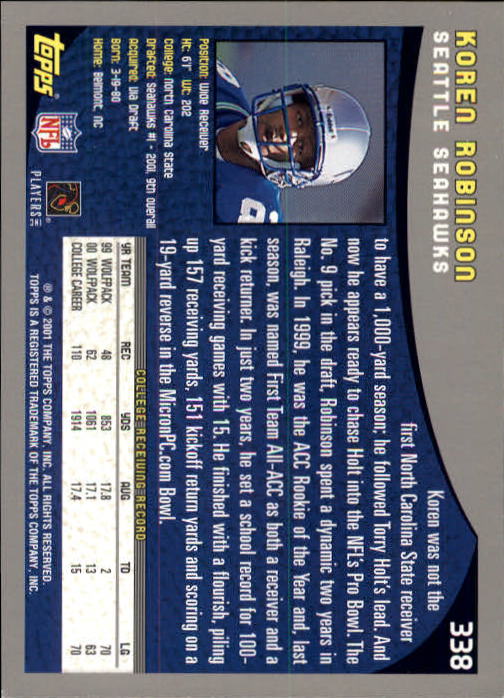 KOREN ROBINSON
SEATTLE SEAHAWKS
338
Position: Wide Receiver
Ht: 6'1" Wt: 202
College: North Carolina State
Drafted: Seahawks #1 - 2001, 9th overall
Acquired: Via Draft
Born: 3-19-80
Home: Belmont, NC
Koren was not the
first North Carolina State receiver
to have a 1,000-yard season; he followed Torry Holt's lead. And
now he appears ready to chase Holt into the NFL's Pro Bowl. The
No. 9 pick in the draft, Robinson spent a dynamic two years in
Raleigh. In 1999, he was the ACC Rookie of the Year and, last
season, was named First Team All-ACC as both a receiver and a
kick returner. In just two years, he set a school record for 100-
yard receiving games with 15. He finished with a flourish, piling
up 157 receiving yards, 151 kickoff return yards and scoring on a
19-yard reverse in the MicronPC.com Bowl.
COLLEGE RECEIVING RECORD
YR TEAM REC YDS AVG TD LG
99 WOLFPACK 48 853 17.8 2 70
00 WOLFPACK 62 1061 17.1 13 63
COLLEGE CAREER 110 1914 17.4 15 70
Topps®
NFL
PLAYERS INC
® & © 2001 THE TOPPS COMPANY, INC. ALL RIGHTS RESERVED.
TOPPS IS A REGISTERED TRADEMARK OF THE TOPPS COMPANY, INC.